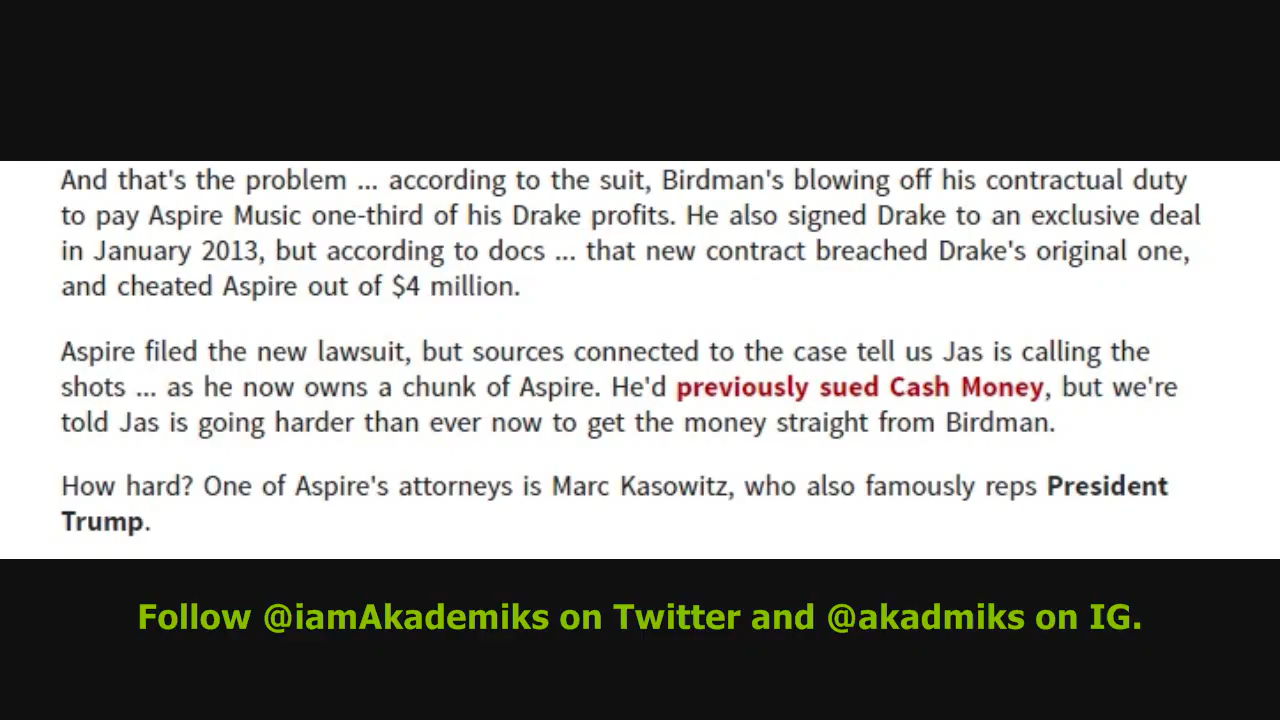 And that's the problem ... according to the suit, Birdman's blowing off his contractual duty
to pay Aspire Music one-third of his Drake profits. He also signed Drake to an exclusive deal
in January 2013, but according to docs ... that new contract breached Drake's original one,
and cheated Aspire out of $4 million.
Aspire filed the new lawsuit, but sources connected to the case tell us Jas is calling the
shots ... as he now owns a chunk of Aspire. He'd previously sued Cash Money, but we're
told Jas is going harder than ever now to get the money straight from Birdman.
How hard? One of Aspire's attorneys is Marc Kasowitz, who also famously reps President
Trump.
Follow @iamAkademiks on Twitter and @akadmiks on IG.